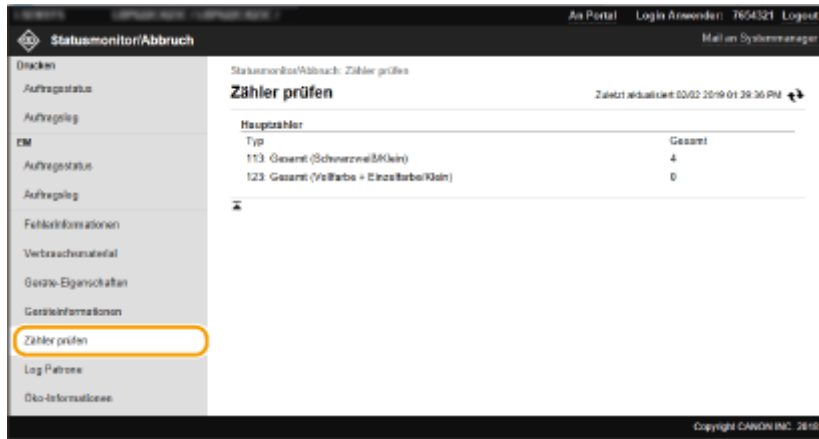 An Portal Login Anwender: 7654321 Logout
Statusmonitor/Abbruch
Mail an Systemmanager
Drucken
Auftragsstatus
Auftragslog
EM
Auftragsstatus
Auftragslog
Fehlerinformationen
Verbrauchsmaterial
Geräte-Eigenschaften
Geräteinformationen
Zähler prüfen
Log Patrone
Öko-Informationen
Statusmonitor/Abbruch: Zähler prüfen
Zähler prüfen
Zuletzt aktualisiert: 02/02 2019 01:29:36 PM
Hauptzähler
Typ Gesamt
113: Gesamt (Schwarzweiß/Klein) 4
123: Gesamt (Vollfarbe + Einzelfarbe/Klein) 0
Copyright CANON INC. 2018